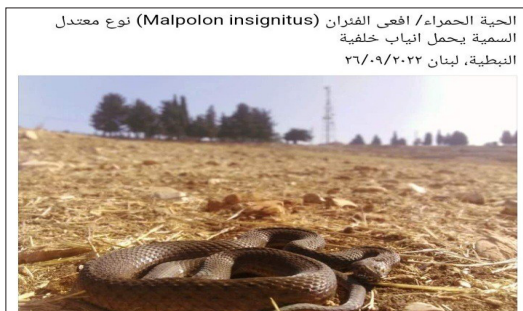 الحية الحمراء/ افعى الفئران (Malpolon insignitus) نوع معتدل
السمية يحمل انياب خلفية
النبطية، لبنان ٢٦/٠٩/٢٠٢٢